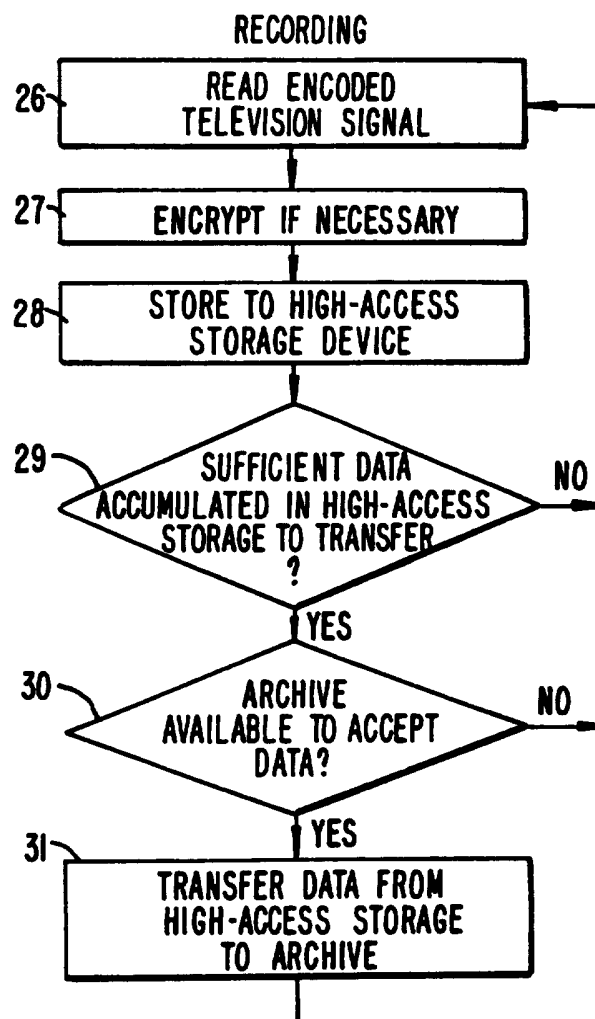 RECORDING
26
READ ENCODED
TELEVISION SIGNAL
27
ENCRYPT IF NECESSARY
28
STORE TO HIGH-ACCESS
STORAGE DEVICE
29
SUFFICIENT DATA
ACCUMULATED IN HIGH-ACCESS
STORAGE TO TRANSFER
?
NO
YES
30
ARCHIVE
AVAILABLE TO ACCEPT
DATA?
NO
YES
31
TRANSFER DATA FROM
HIGH-ACCESS STORAGE
TO ARCHIVE